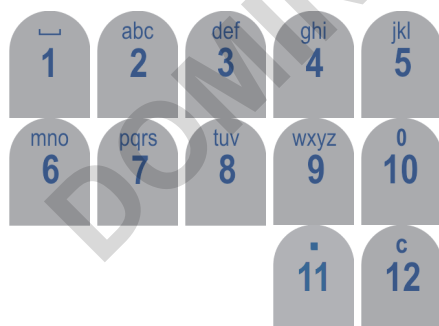 ⎵ abc def ghi jkl
1 2 3 4 5
mno pqrs tuv wxyz 0
6 7 8 9 10
▪ c
11 12
DOMIN